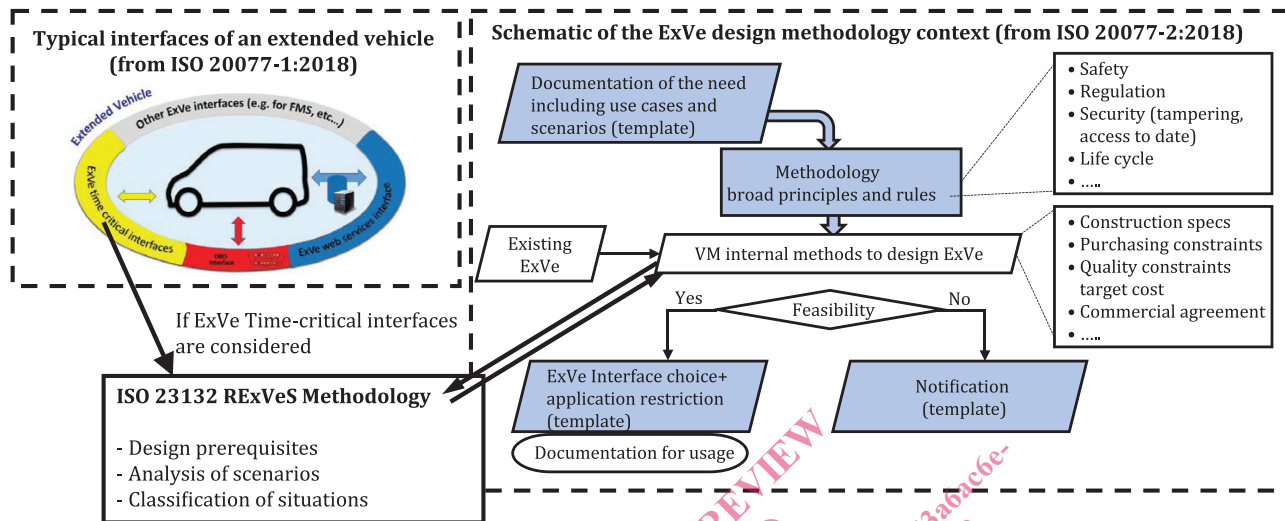 Typical interfaces of an extended vehicle
(from ISO 20077-1:2018)
Extended Vehicle
Other ExVe interfaces (e.g. for FMS, etc...)
ExVe time critical interfaces
OBD
interface
ExVe web services interface
If ExVe Time-critical interfaces
are considered
ISO 23132 RExVeS Methodology
- Design prerequisites
- Analysis of scenarios
- Classification of situations
Schematic of the ExVe design methodology context (from ISO 20077-2:2018)
Documentation of the need
including use cases and
scenarios (template)
Methodology
broad principles and rules
• Safety
• Regulation
• Security (tampering,
access to date)
• Life cycle
• .....
Existing
ExVe
VM internal methods to design ExVe
• Construction specs
• Purchasing constraints
• Quality constraints
target cost
• Commercial agreement
• .....
Yes
Feasibility
No
ExVe Interface choice+
application restriction
(template)
Documentation for usage
Notification
(template)
REVIEW
3a6ac6e-